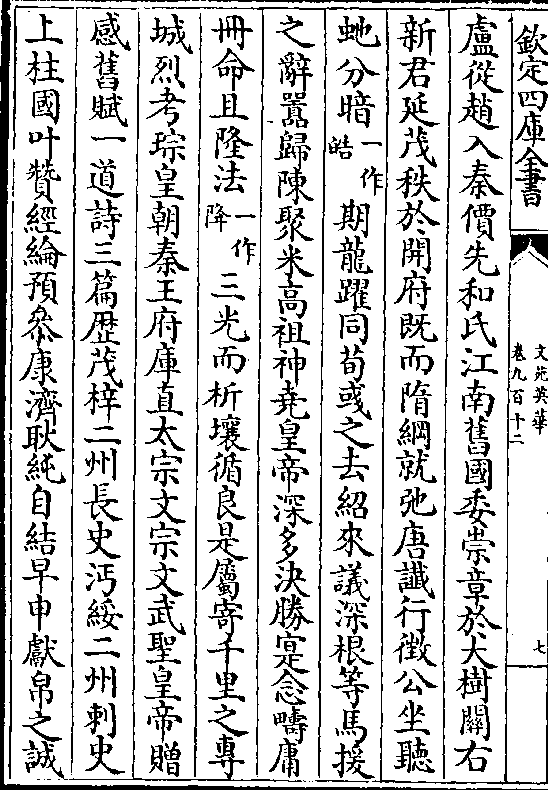 欽定四庫全書
文苑英華
卷九百十二
七
盧從趙入秦價先和氏江南舊國委崇章於大樹關右
新君延茂秩於開府既而隋綱就弛唐讖行徵公坐聽
虵分暗一作皓期龍躍同荀彧之去紹來議深根等馬援
之辭囂歸陳聚米高祖神堯皇帝深多決勝寔念疇庸
冊命且隆法一作降三光而析壤循良是屬寄千里之專
城烈考琮皇朝秦王府庫直太宗文宗文武聖皇帝贈
感舊賦一道詩三篇歷茂梓二州長史沔綏二州刺史
上柱國叶贊經綸預叅康濟耿純自結早申獻帛之誠